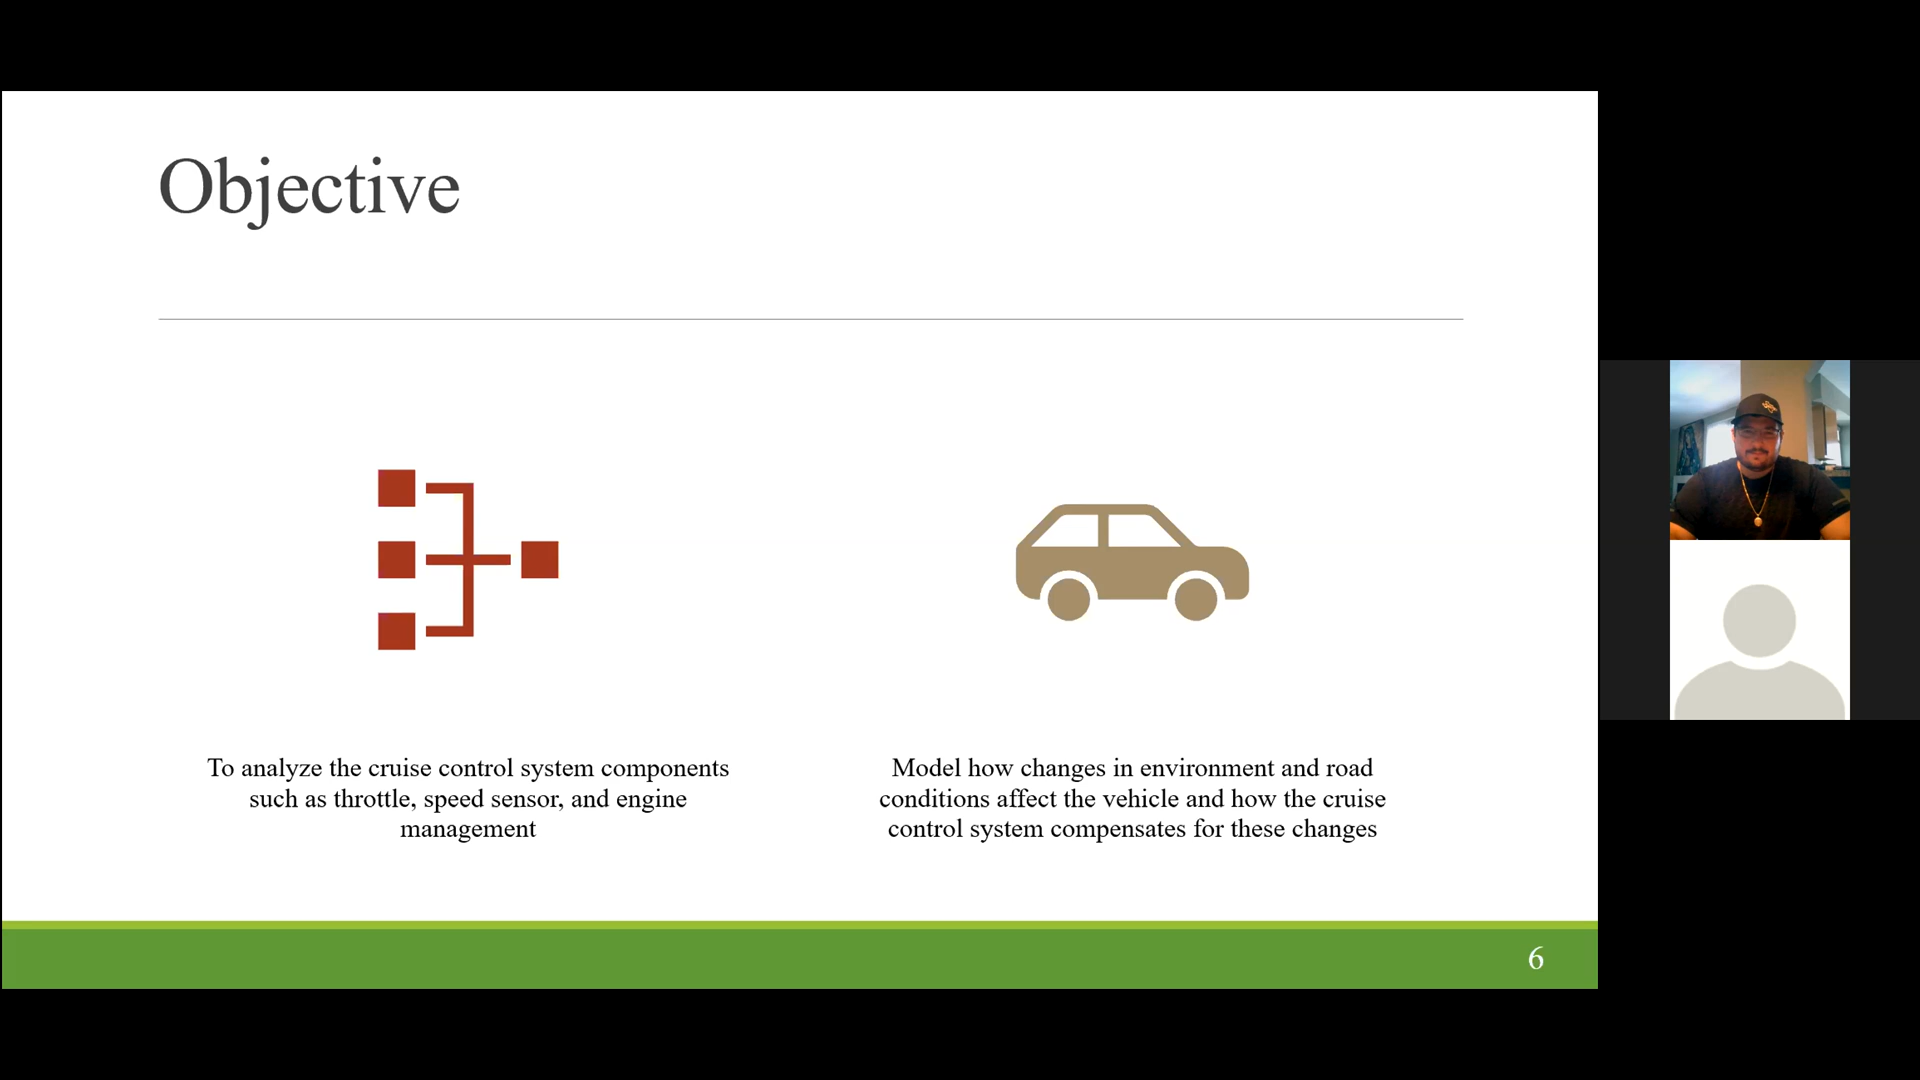 Objective
To analyze the cruise control system components
such as throttle, speed sensor, and engine
management
Model how changes in environment and road
conditions affect the vehicle and how the cruise
control system compensates for these changes
6